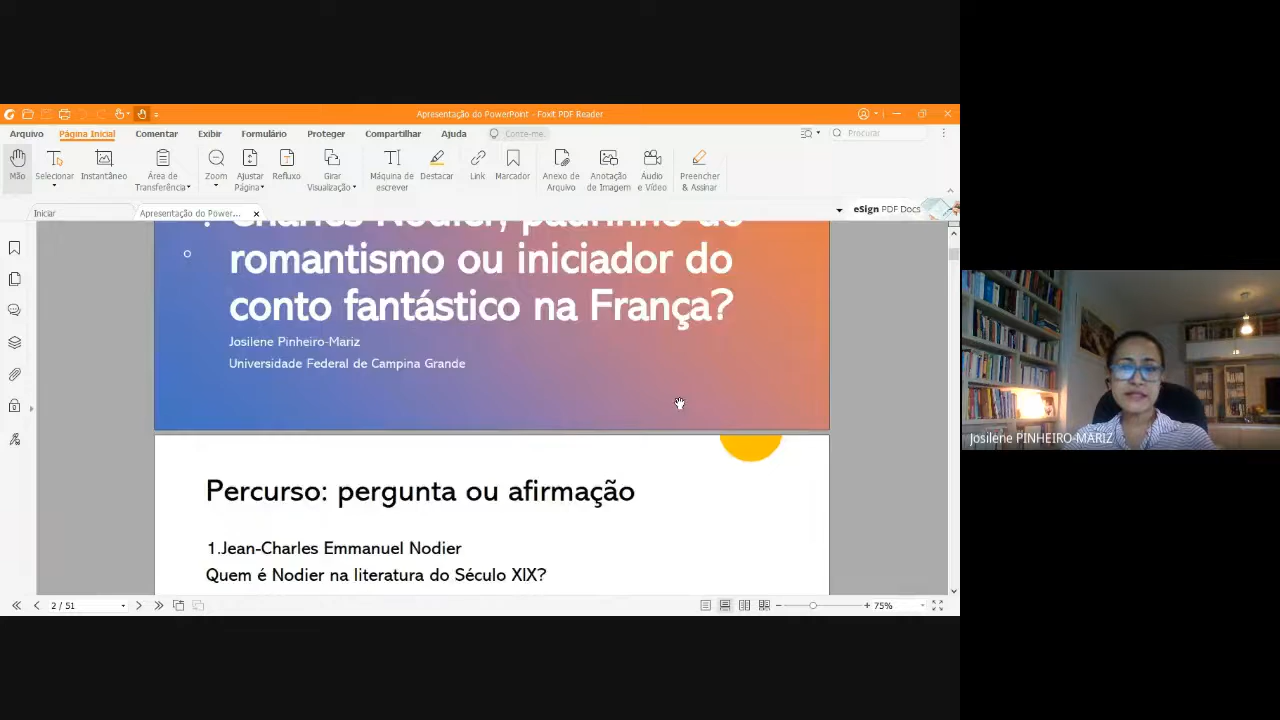 Apresentação do PowerPoint - Foxit PDF Reader
Arquivo Página Inicial Comentar Exibir Formulário Proteger Compartilhar Ajuda Conte-me. Procurar
Mão Selecionar Instantâneo Área de Transferência Zoom Ajustar Página Refluxo Girar Visualização Máquina de escrever Destacar Link Marcador Anexo de Arquivo Anotação de Imagem Áudio e Vídeo Preencher & Assinar
Iniciar Apresentação do Power... eSign PDF Docs
Charles Nodier, padrinho do
romantismo ou iniciador do
conto fantástico na França?
Josilene Pinheiro-Mariz
Universidade Federal de Campina Grande
Percurso: pergunta ou afirmação
1.Jean-Charles Emmanuel Nodier
Quem é Nodier na literatura do Século XIX?
2 / 51 75%
Josilene PINHEIRO-MARIZ